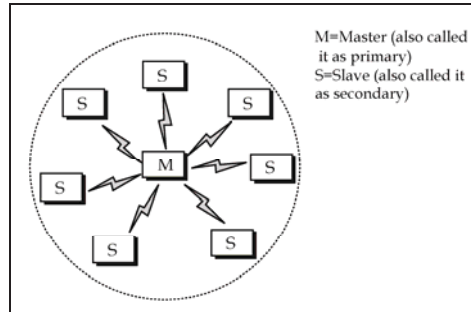 M=Master (also called
it as primary)
S=Slave (also called it
as secondary)
S
S
S
M
S
S
S
S